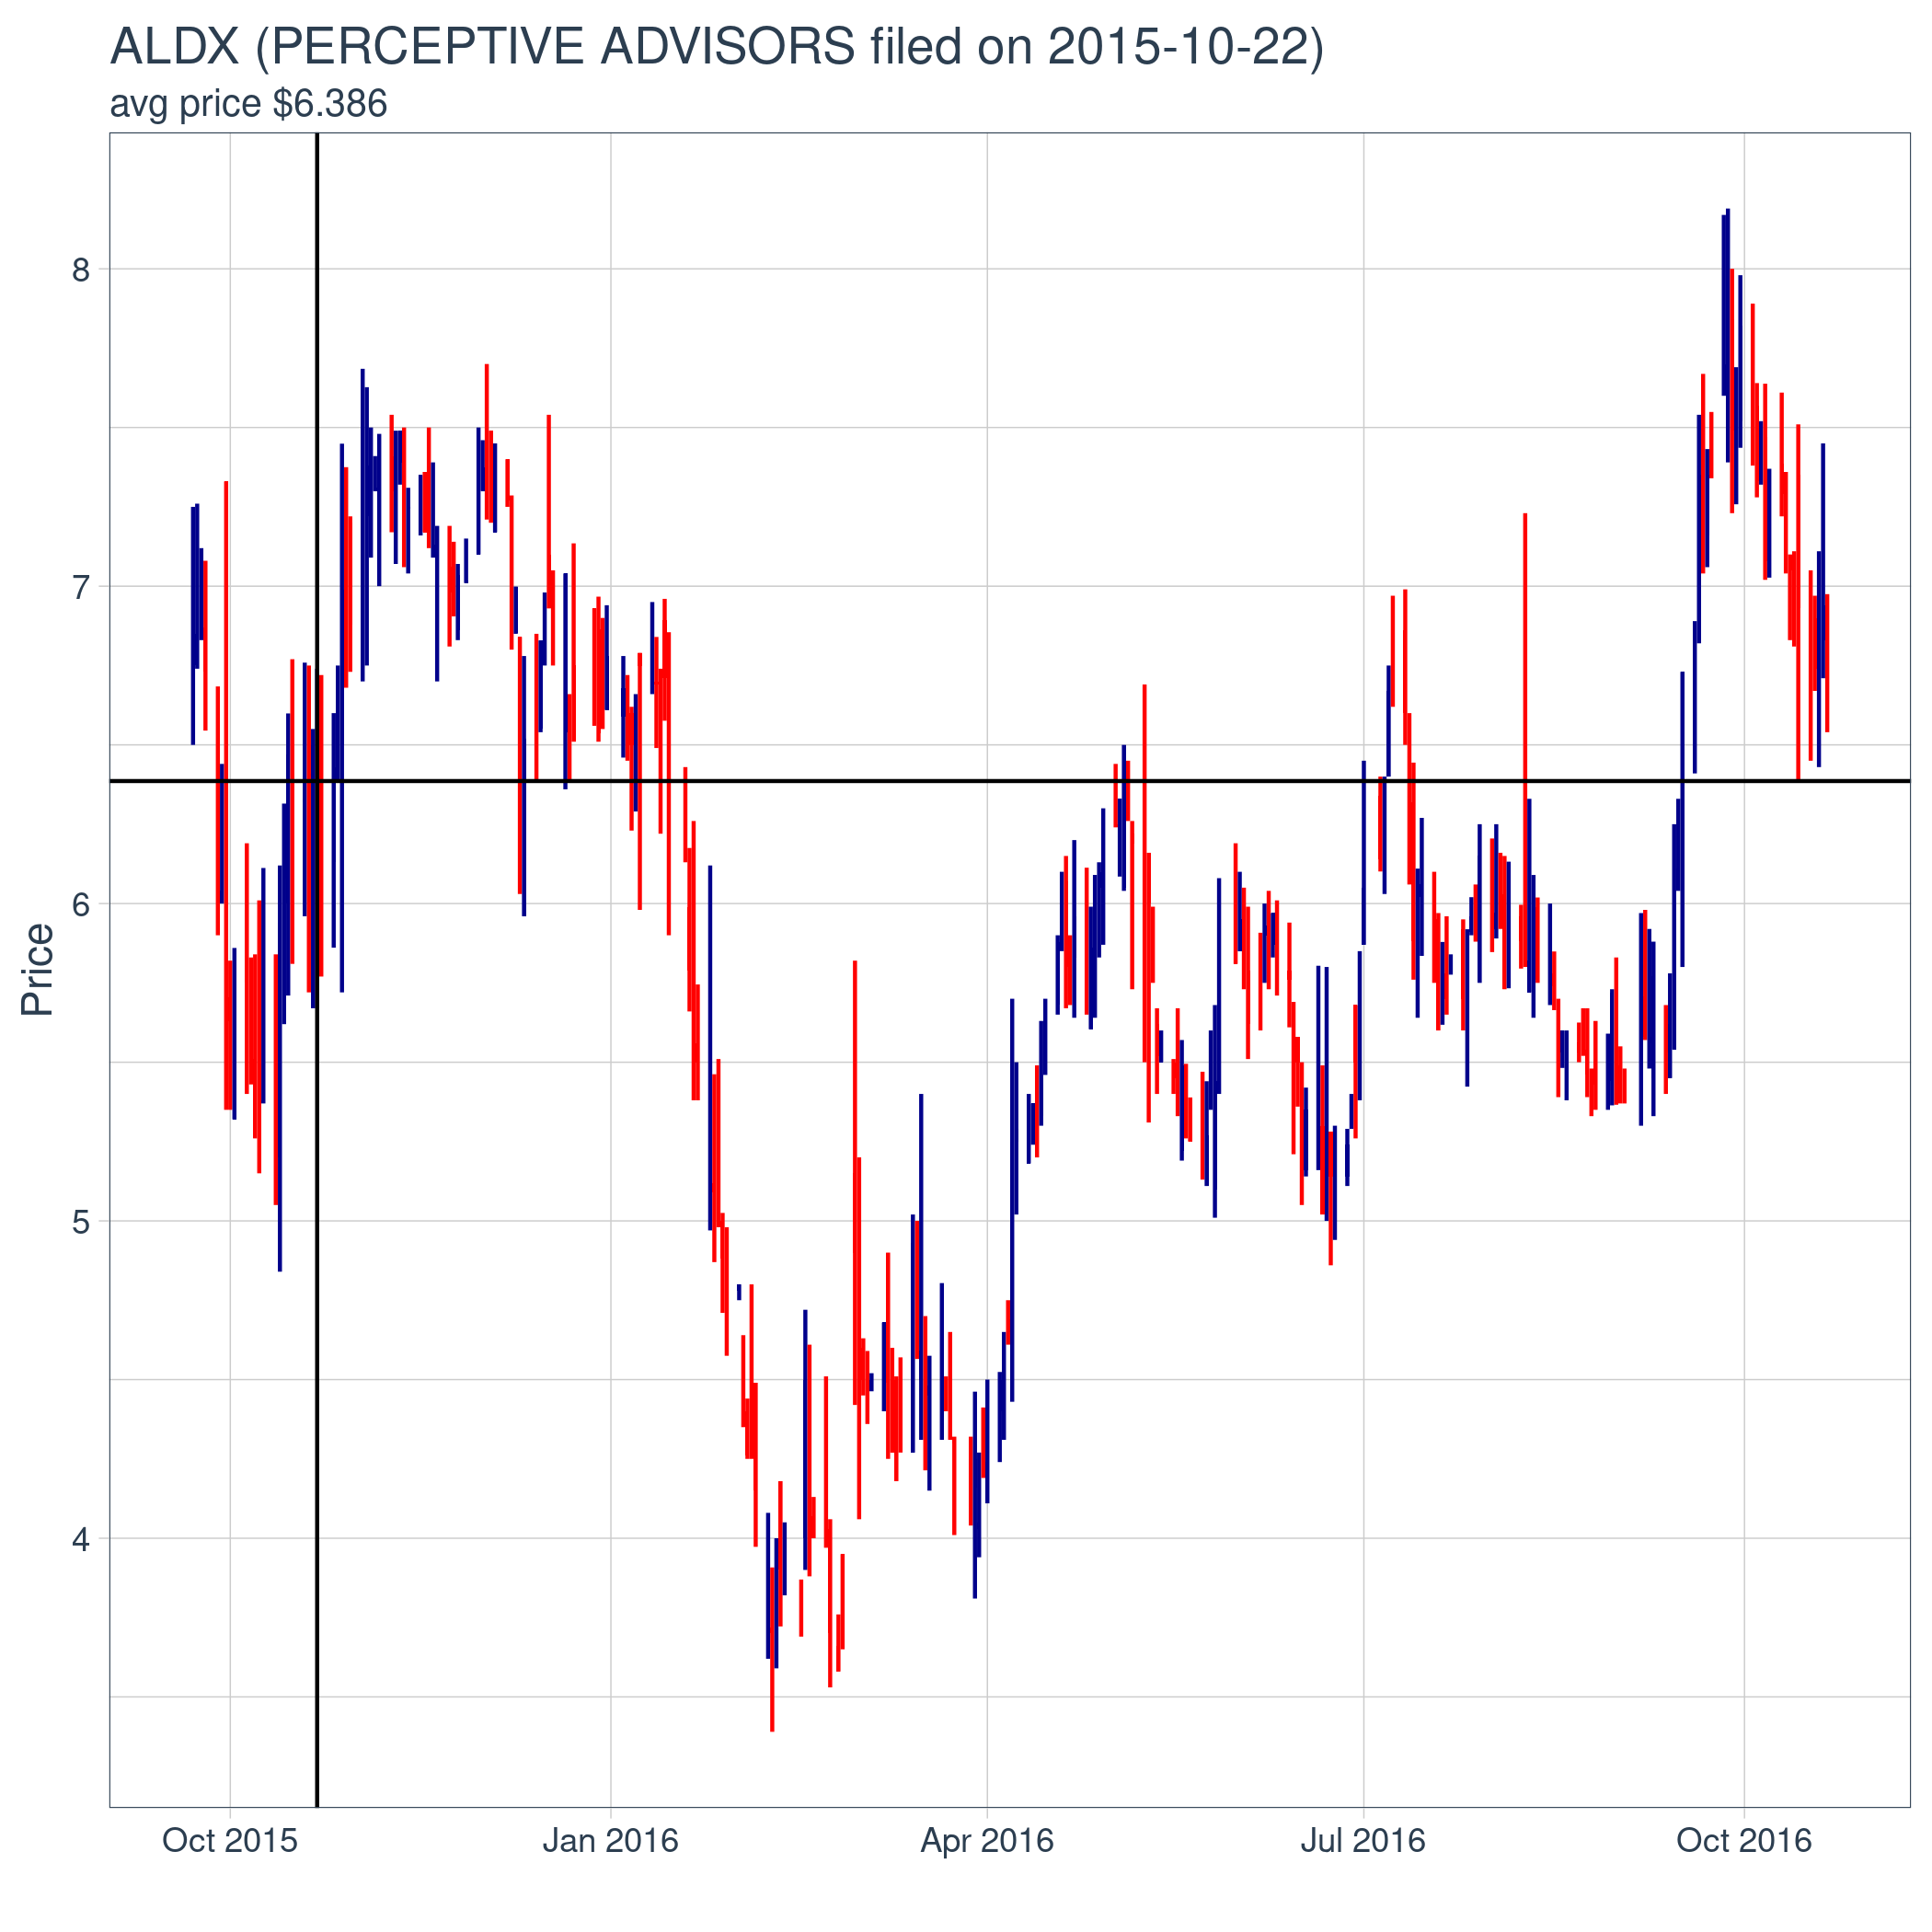 ALDX (PERCEPTIVE ADVISORS filed on 2015-10-22)
avg price $6.386
8
7
6
5
4
Price
Oct 2015
Jan 2016
Apr 2016
Jul 2016
Oct 2016